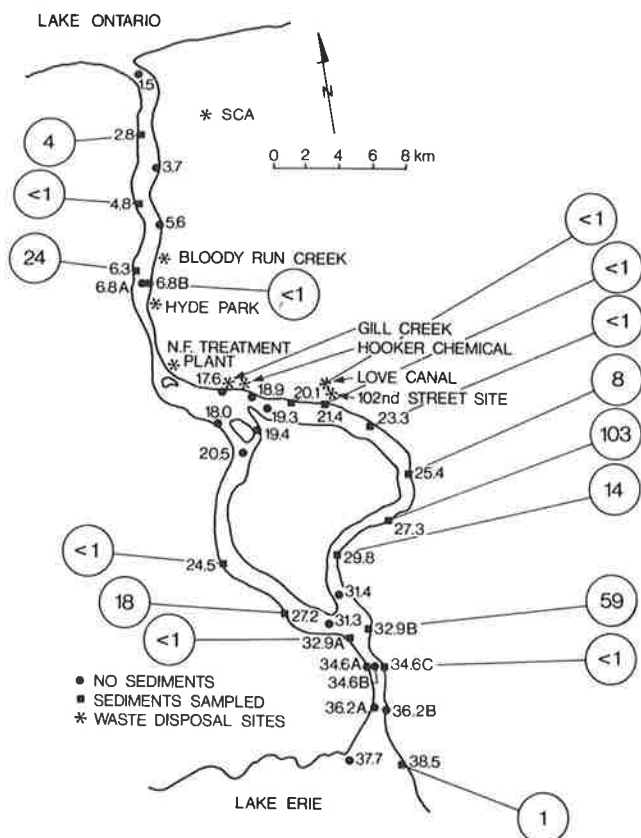 LAKE ONTARIO
1.5
* SCA
N
4
2.8
0 2 4 6 8 km
3.7
<1
4.8
<1
5.6
* BLOODY RUN CREEK
<1
24
6.3
6.8A
6.8B
<1
* HYDE PARK
GILL CREEK
<1
N.F. TREATMENT
PLANT
HOOKER CHEMICAL
17.6
18.9
20.1
LOVE CANAL
102nd STREET SITE
8
19.3
21.4
23.3
18.0
19.4
103
20.5
25.4
27.3
14
29.8
<1
24.5
31.4
18
27.2
31.3
59
32.9B
<1
32.9A
34.6A
34.6C
<1
34.6B
● NO SEDIMENTS
■ SEDIMENTS SAMPLED
* WASTE DISPOSAL SITES
36.2A
36.2B
37.7
38.5
LAKE ERIE
1